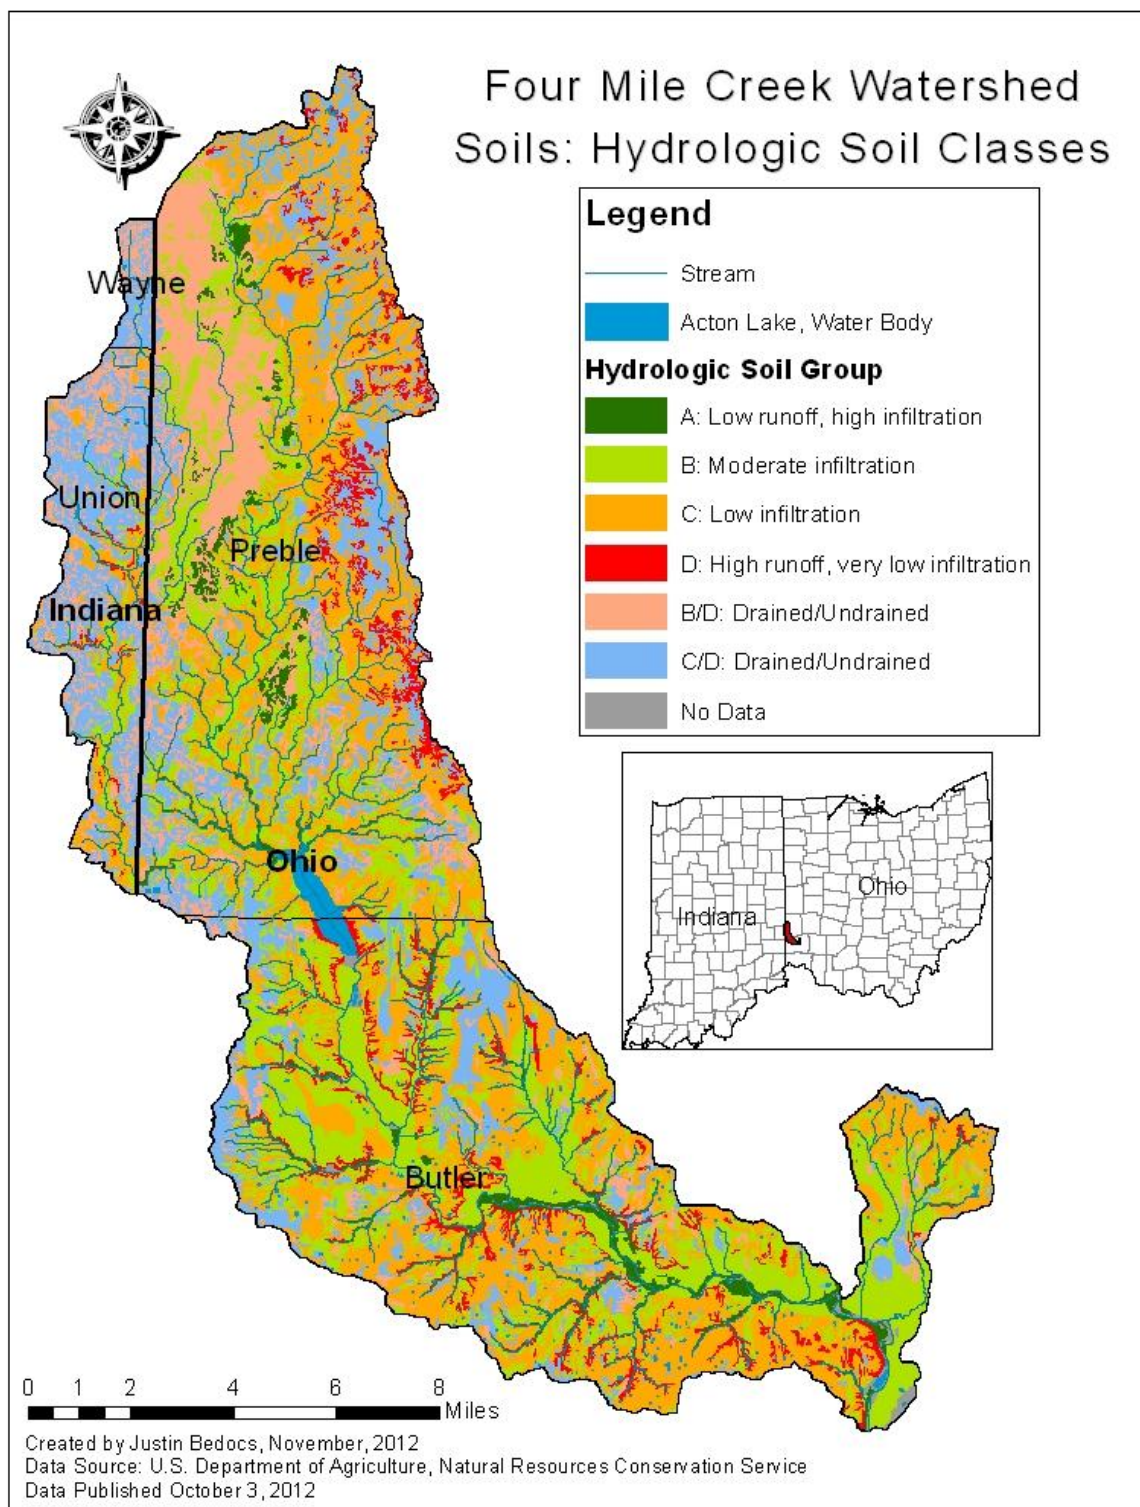 Four Mile Creek Watershed
Soils: Hydrologic Soil Classes
Legend
Stream
Acton Lake, Water Body
Hydrologic Soil Group
A: Low runoff, high infiltration
B: Moderate infiltration
C: Low infiltration
D: High runoff, very low infiltration
B/D: Drained/Undrained
C/D: Drained/Undrained
No Data
Wayne
Union
Preble
Indiana
Ohio
Butler
Indiana
Ohio
0 1 2 4 6 8
Miles
Created by Justin Bedocs, November, 2012
Data Source: U.S. Department of Agriculture, Natural Resources Conservation Service
Data Published October 3, 2012